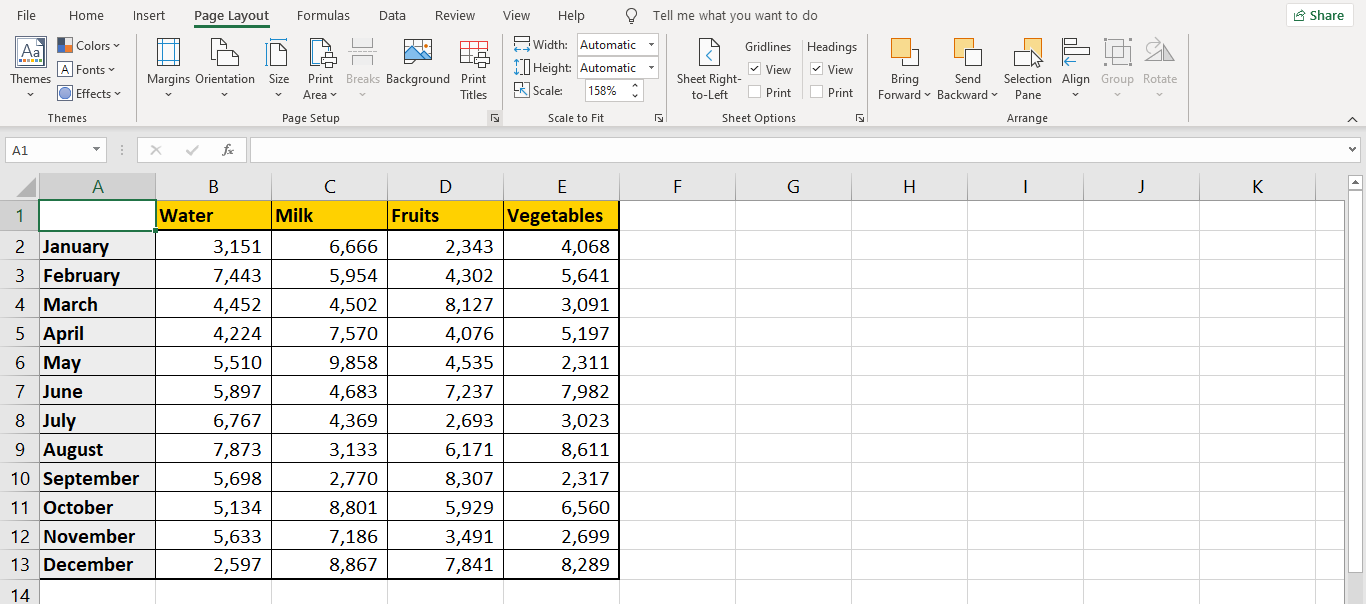 File Home Insert Page Layout Formulas Data Review View Help Tell me what you want to do Share
Themes Colors Fonts Effects Themes
Margins Orientation Size Print Area Breaks Background Print Titles Page Setup
Width: Automatic
Height: Automatic
Scale: 158%
Scale to Fit
Sheet Right-to-Left
Gridlines View Print
Headings View Print
Sheet Options
Bring Forward Send Backward Selection Pane Align Group Rotate
Arrange
A1 fx
A B C D E F G H I J K
1 Water Milk Fruits Vegetables
2 January 3,151 6,666 2,343 4,068
3 February 7,443 5,954 4,302 5,641
4 March 4,452 4,502 8,127 3,091
5 April 4,224 7,570 4,076 5,197
6 May 5,510 9,858 4,535 2,311
7 June 5,897 4,683 7,237 7,982
8 July 6,767 4,369 2,693 3,023
9 August 7,873 3,133 6,171 8,611
10 September 5,698 2,770 8,307 2,317
11 October 5,134 8,801 5,929 6,560
12 November 5,633 7,186 3,491 2,699
13 December 2,597 8,867 7,841 8,289
14